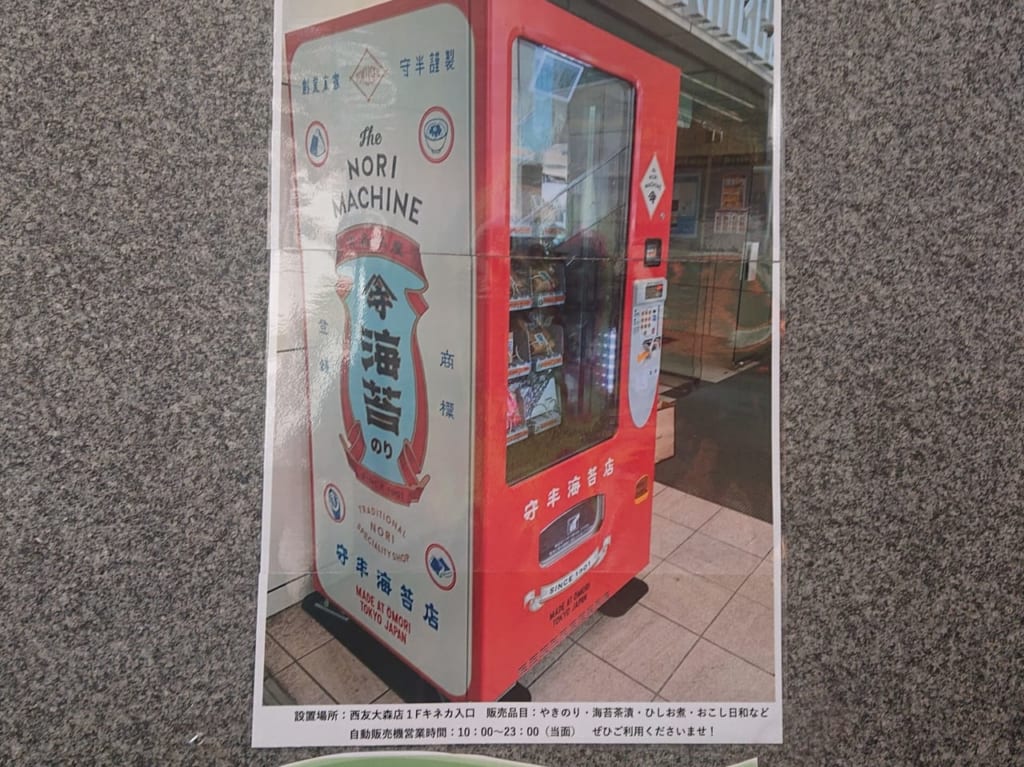 創業主家
守半謹製
The
NORI
MACHINE
海苔
のり
登録
商標
TRADITIONAL
NORI
SPECIALITY SHOP
守半海苔店
MADE AT OMORI
TOKYO JAPAN
NORI
MACHINE
守半海苔店
SINCE 1901
MADE AT OMORI
TOKYO JAPAN
設置場所：西友大森店１Fキネカ入口　販売品目：やきのり・海苔茶漬・ひしお煮・おこし日和など
自動販売機営業時間：10：00～23：00（当面）　ぜひご利用くださいませ！